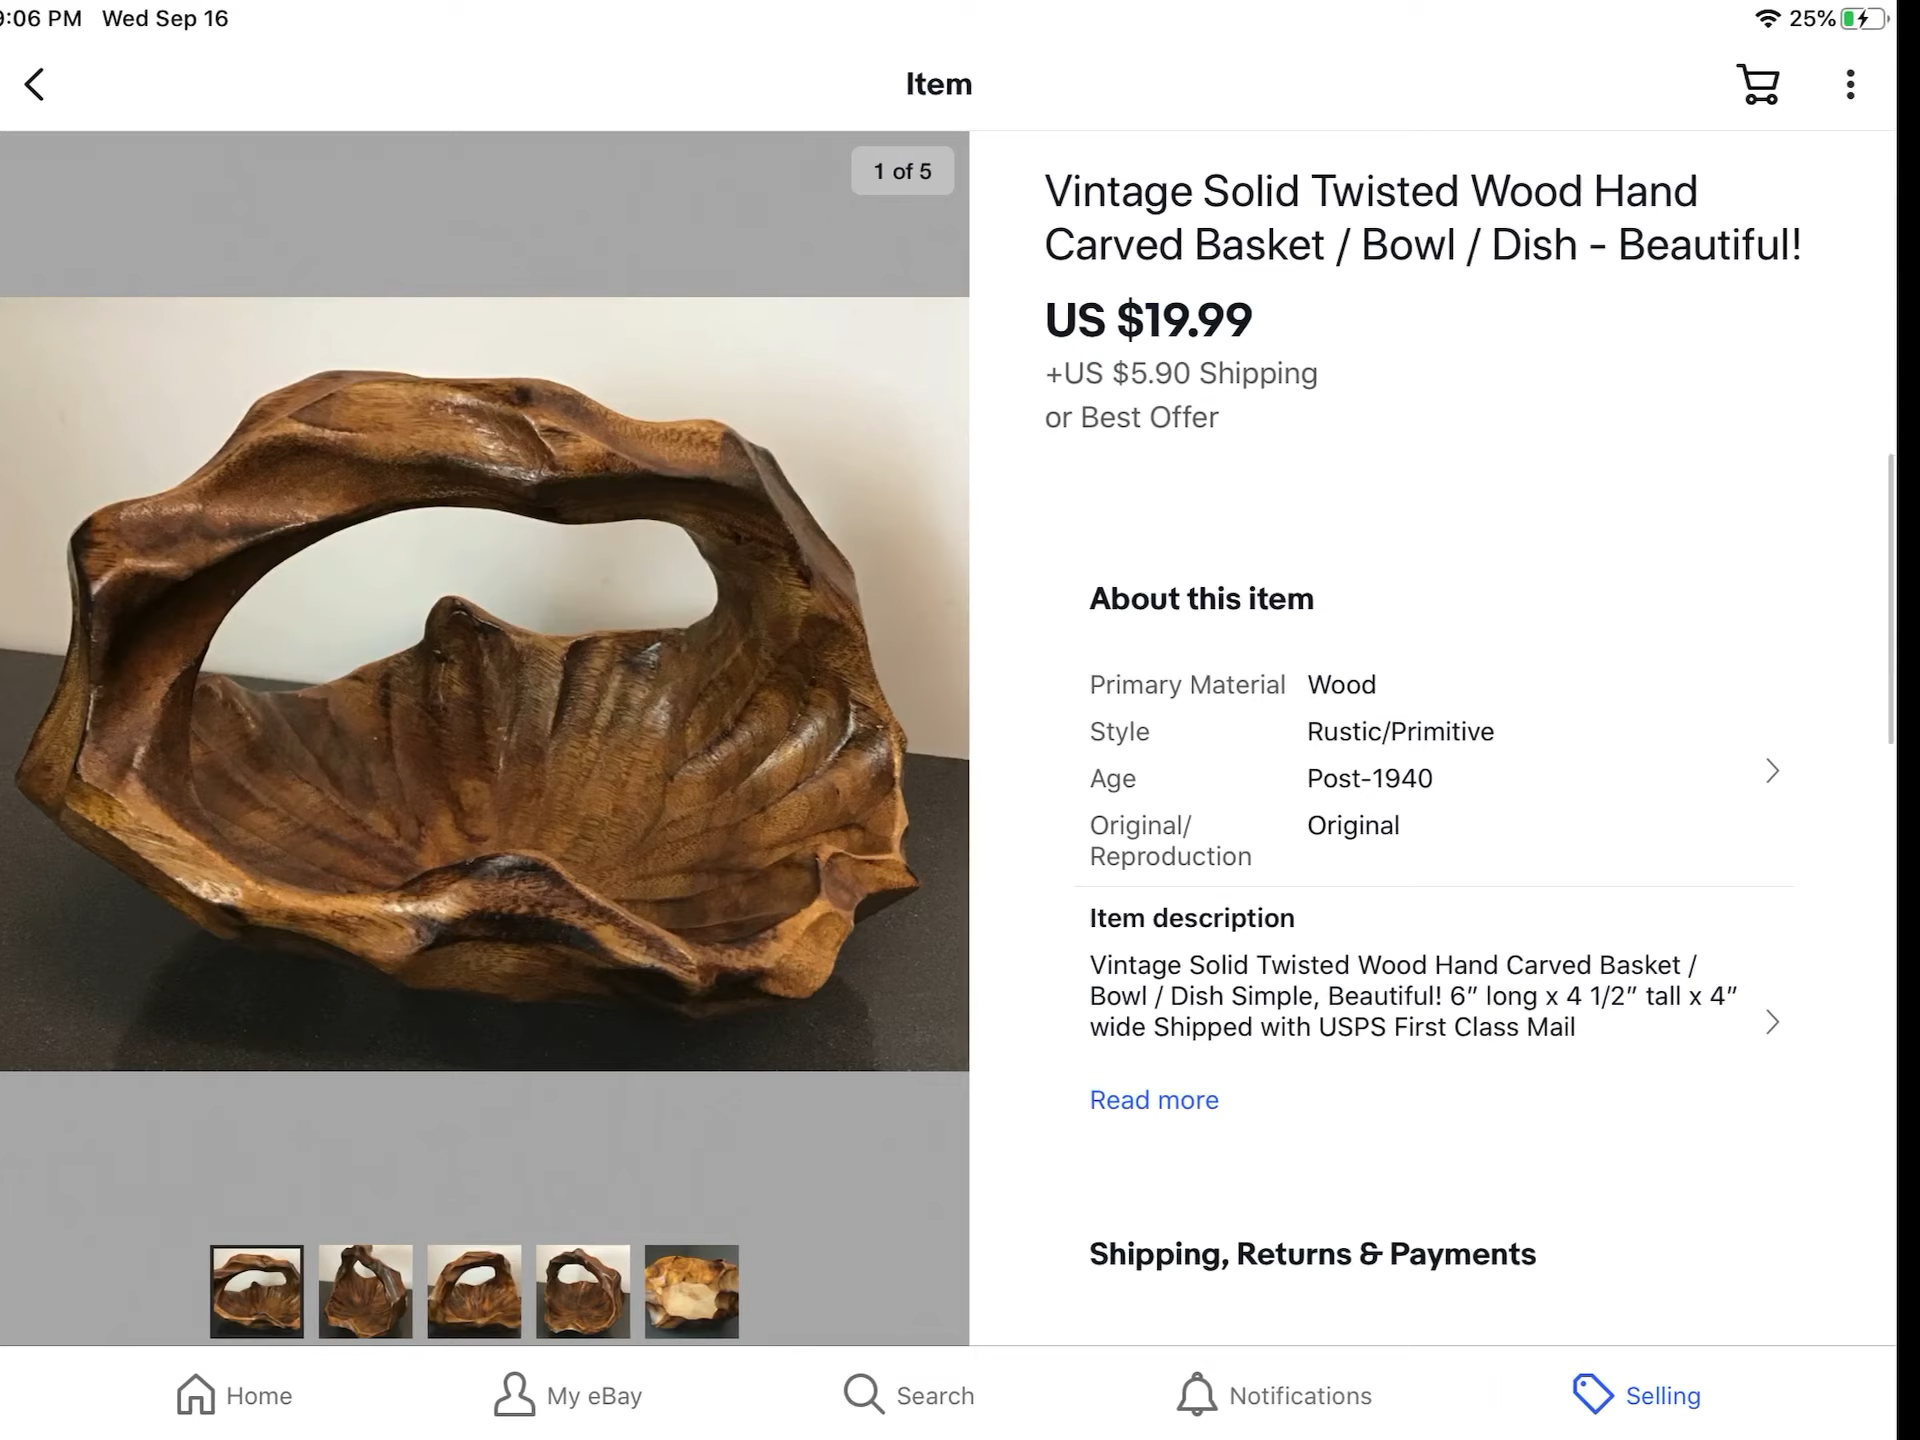 9:06 PM Wed Sep 16
25%
Item
1 of 5
Vintage Solid Twisted Wood Hand
Carved Basket / Bowl / Dish - Beautiful!
US $19.99
+US $5.90 Shipping
or Best Offer
About this item
Primary Material Wood
Style Rustic/Primitive
Age Post-1940
Original/ Original
Reproduction
Item description
Vintage Solid Twisted Wood Hand Carved Basket /
Bowl / Dish Simple, Beautiful! 6” long x 4 1/2” tall x 4”
wide Shipped with USPS First Class Mail
Read more
Shipping, Returns & Payments
Home My eBay Search Notifications Selling